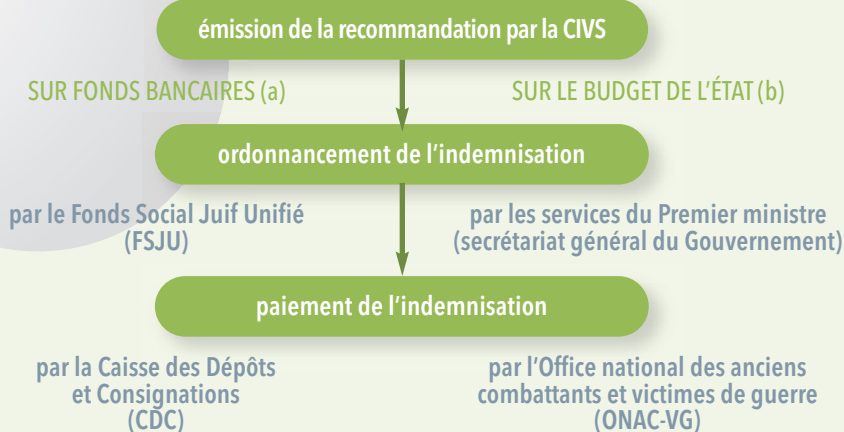 émission de la recommandation par la CIVS
SUR FONDS BANCAIRES (a)
SUR LE BUDGET DE L'ÉTAT (b)
ordonnancement de l'indemnisation
par le Fonds Social Juif Unifié
(FSJU)
par les services du Premier ministre
(secrétariat général du Gouvernement)
paiement de l'indemnisation
par la Caisse des Dépôts
et Consignations
(CDC)
par l'Office national des anciens
combattants et victimes de guerre
(ONAC-VG)